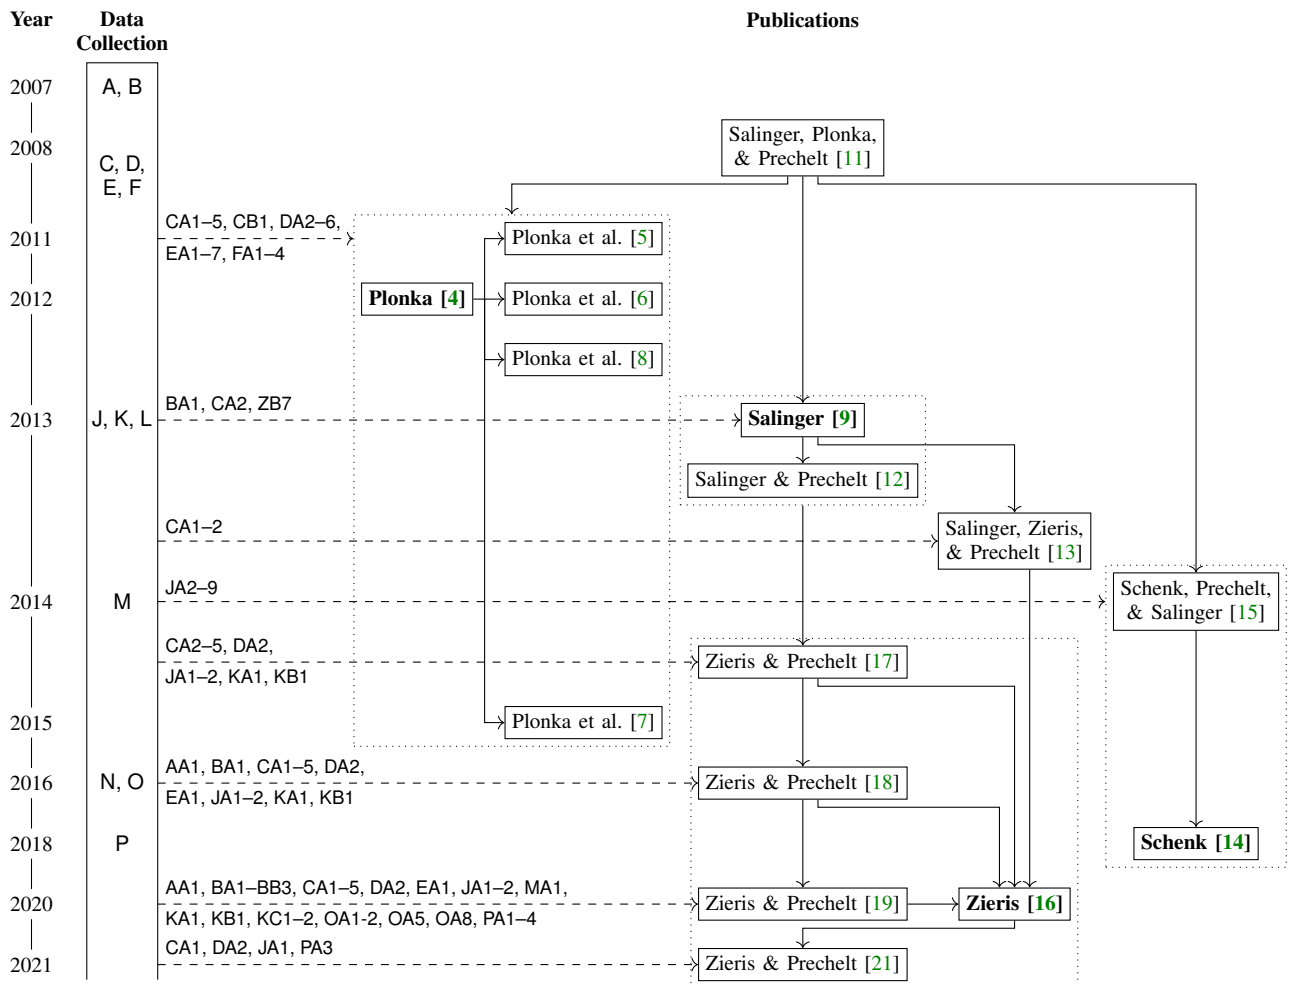 Year
Data
Collection
Publications
2007
A, B
2008
Salinger, Plonka,
& Prechelt [11]
C, D,
E, F
CA1–5, CB1, DA2–6,
2011
Plonka et al. [5]
EA1–7, FA1–4
2012
Plonka [4]
Plonka et al. [6]
Plonka et al. [8]
BA1, CA2, ZB7
2013
J, K, L
Salinger [9]
Salinger & Prechelt [12]
CA1–2
Salinger, Zieris,
& Prechelt [13]
JA2–9
2014
M
Schenk, Prechelt,
& Salinger [15]
CA2–5, DA2,
Zieris & Prechelt [17]
JA1–2, KA1, KB1
2015
Plonka et al. [7]
AA1, BA1, CA1–5, DA2,
2016
N, O
Zieris & Prechelt [18]
EA1, JA1–2, KA1, KB1
2018
P
Schenk [14]
AA1, BA1–BB3, CA1–5, DA2, EA1, JA1–2, MA1,
2020
Zieris & Prechelt [19]
Zieris [16]
KA1, KB1, KC1–2, OA1-2, OA5, OA8, PA1–4
CA1, DA2, JA1, PA3
2021
Zieris & Prechelt [21]